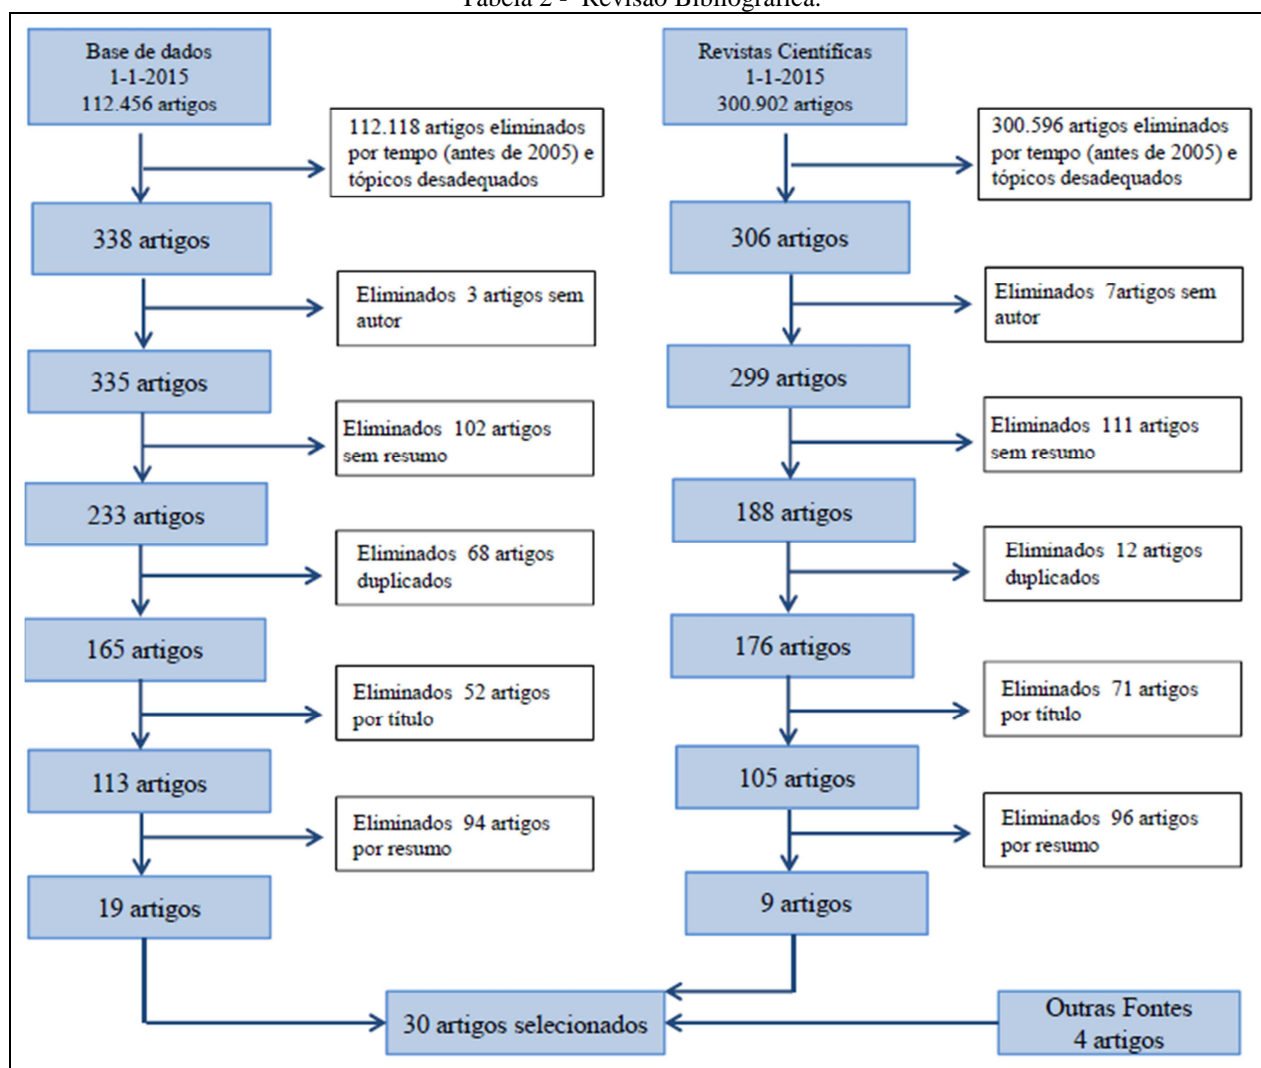 Tabela 2 - Revisão Bibliográfica.
Base de dados
1-1-2015
112.456 artigos
112.118 artigos eliminados
por tempo (antes de 2005) e
tópicos desadequados
338 artigos
Eliminados 3 artigos sem
autor
335 artigos
Eliminados 102 artigos
sem resumo
233 artigos
Eliminados 68 artigos
duplicados
165 artigos
Eliminados 52 artigos
por título
113 artigos
Eliminados 94 artigos
por resumo
19 artigos
Revistas Científicas
1-1-2015
300.902 artigos
300.596 artigos eliminados
por tempo (antes de 2005) e
tópicos desadequados
306 artigos
Eliminados 7artigos sem
autor
299 artigos
Eliminados 111 artigos
sem resumo
188 artigos
Eliminados 12 artigos
duplicados
176 artigos
Eliminados 71 artigos
por título
105 artigos
Eliminados 96 artigos
por resumo
9 artigos
30 artigos selecionados
Outras Fontes
4 artigos